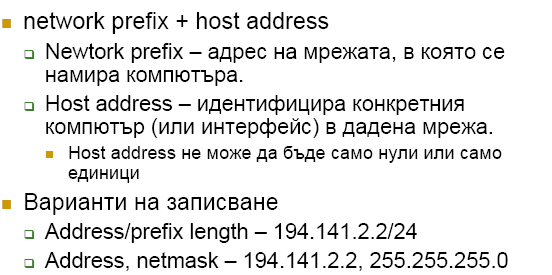 network prefix + host address
Newtork prefix – адрес на мрежата, в която се
намира компютъра.
Host address – идентифицира конкретния
компютър (или интерфейс) в дадена мрежа.
Host address не може да бъде само нули или само
единици
Варианти на записване
Address/prefix length – 194.141.2.2/24
Address, netmask – 194.141.2.2, 255.255.255.0